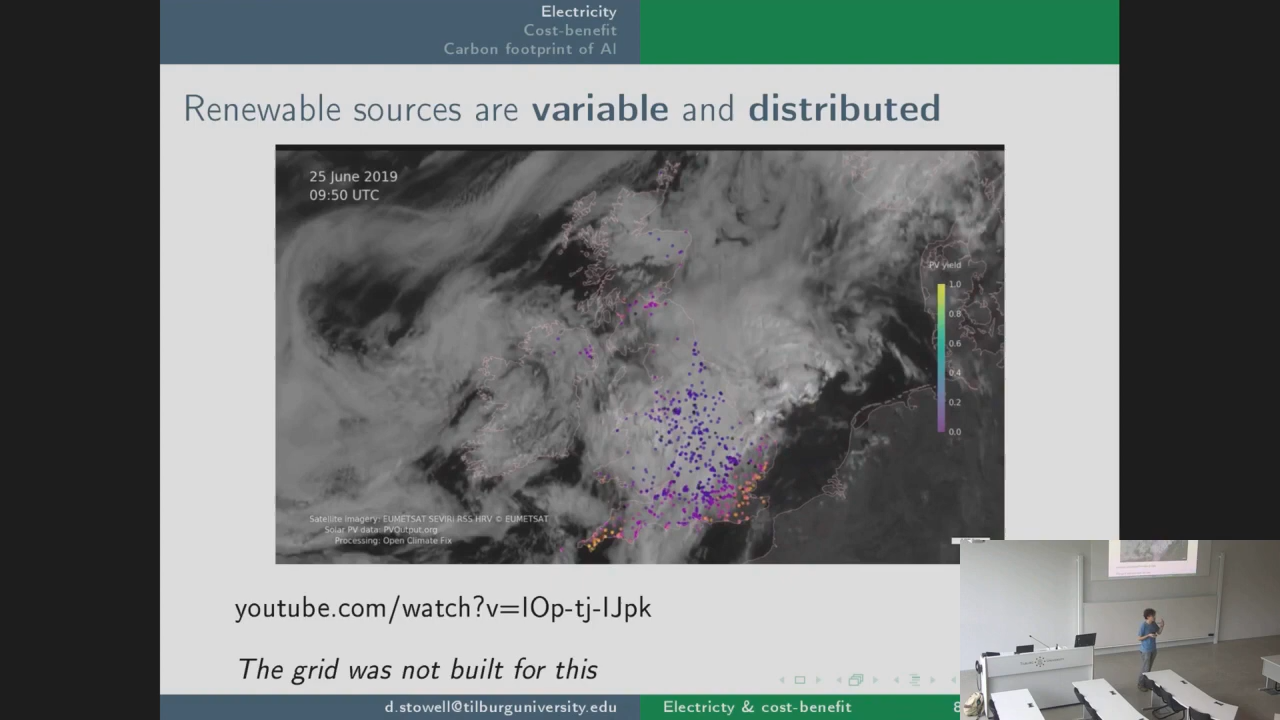 Electricity
Cost-benefit
Carbon footprint of AI
Renewable sources are variable and distributed
25 June 2019
09:50 UTC
PV yield
1.0
0.8
0.6
0.4
0.2
0.0
Satellite imagery: EUMETSAT SEVIRI RSS HRV © EUMETSAT
Solar PV data: PVOutput.org
Processing: Open Climate Fix
youtube.com/watch?v=IOp-tj-IJpk
The grid was not built for this
d.stowell@tilburguniversity.edu
Electricty & cost-benefit
8